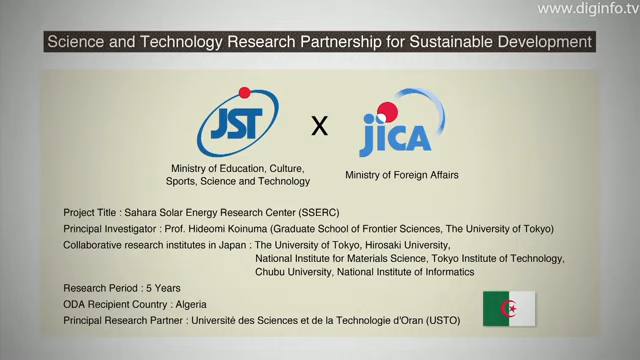 www.diginfo.tv
Science and Technology Research Partnership for Sustainable Development
JST X jICA
Ministry of Education, Culture,
Sports, Science and Technology
Ministry of Foreign Affairs
Project Title : Sahara Solar Energy Research Center (SSERC)
Principal Investigator : Prof. Hideomi Koinuma (Graduate School of Frontier Sciences, The University of Tokyo)
Collaborative research institutes in Japan : The University of Tokyo, Hirosaki University,
National Institute for Materials Science, Tokyo Institute of Technology,
Chubu University, National Institute of Informatics
Research Period : 5 Years
ODA Recipient Country : Algeria
Principal Research Partner : Université des Sciences et de la Technologie d'Oran (USTO)